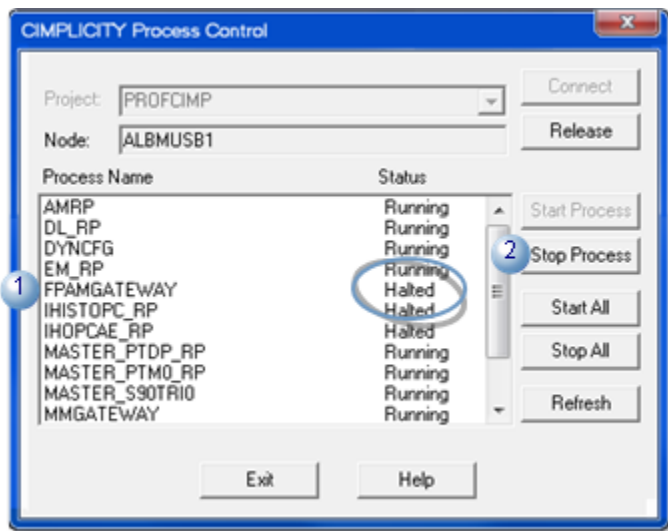 CIMPLICITY Process Control
Project: PROFCIMP Connect
Node: ALBMUSB1 Release
Process Name Status
AMRP Running Start Process
DL_RP Running
DYNCFG Running 2 Stop Process
EM_RP Running
1 FPAMGATEWAY Halted
IHISTOPC_RP Halted Start All
IHOPCAE_RP Halted
MASTER_PTDP_RP Running Stop All
MASTER_PTM0_RP Running
MASTER_S90TRI0 Running Refresh
MMGATEWAY Running
Exit Help